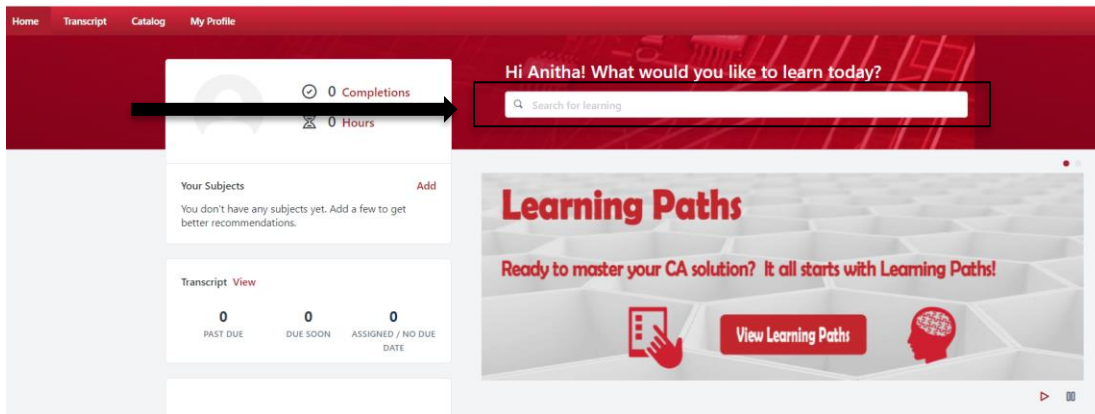 Home Transcript Catalog My Profile
Hi Anitha! What would you like to learn today?
Search for learning
0 Completions
0 Hours
Your Subjects Add
You don't have any subjects yet. Add a few to get
better recommendations.
Transcript View
0 0 0
PAST DUE DUE SOON ASSIGNED / NO DUE
DATE
Learning Paths
Ready to master your CA solution? It all starts with Learning Paths!
View Learning Paths